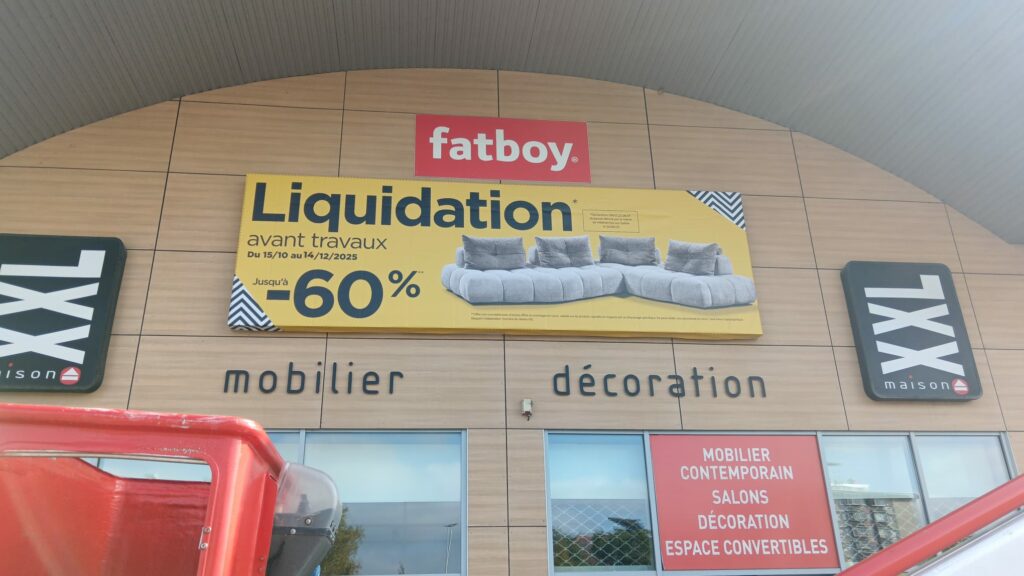 fatboy®
Liquidation*
avant travaux
Du 15/10 au 14/12/2025
Jusqu'à
-60%**
XXL
maison
XXL
maison
mobilier
décoration
MOBILIER
CONTEMPORAIN
SALONS
DÉCORATION
ESPACE CONVERTIBLES